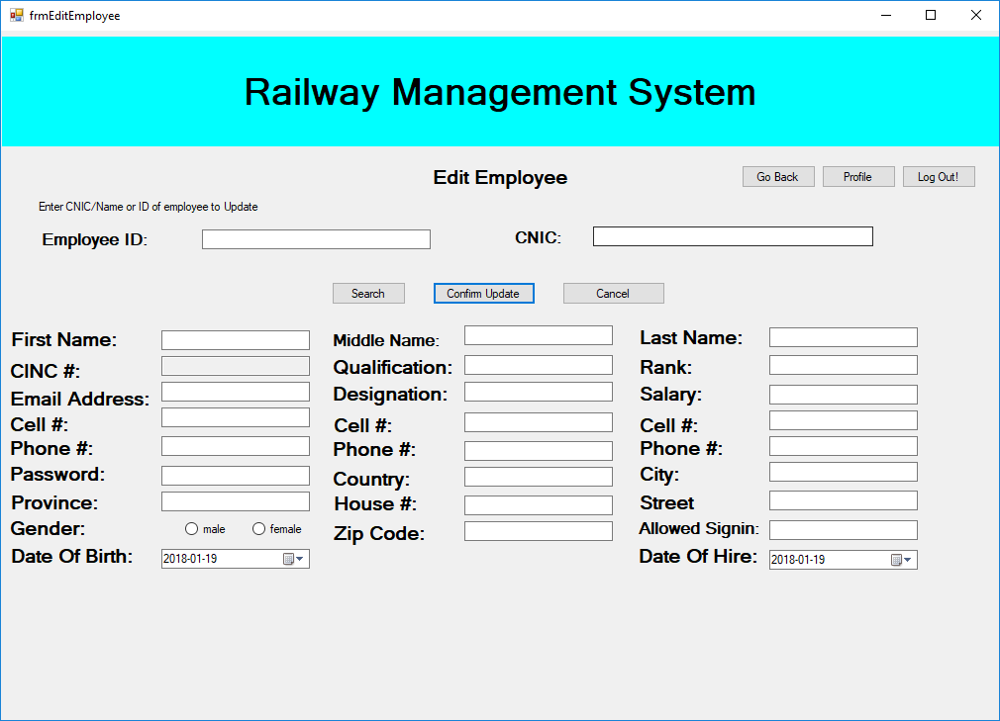 frmEditEmployee
Railway Management System
Edit Employee
Go Back
Profile
Log Out!
Enter CNIC/Name or ID of employee to Update
Employee ID:
CNIC:
Search
Confirm Update
Cancel
First Name:
Middle Name:
Last Name:
CINC #:
Qualification:
Rank:
Email Address:
Designation:
Salary:
Cell #:
Cell #:
Cell #:
Phone #:
Phone #:
Phone #:
Password:
Country:
City:
Province:
House #:
Street
Gender:
male
female
Zip Code:
Allowed Signin:
Date Of Birth:
2018-01-19
Date Of Hire:
2018-01-19